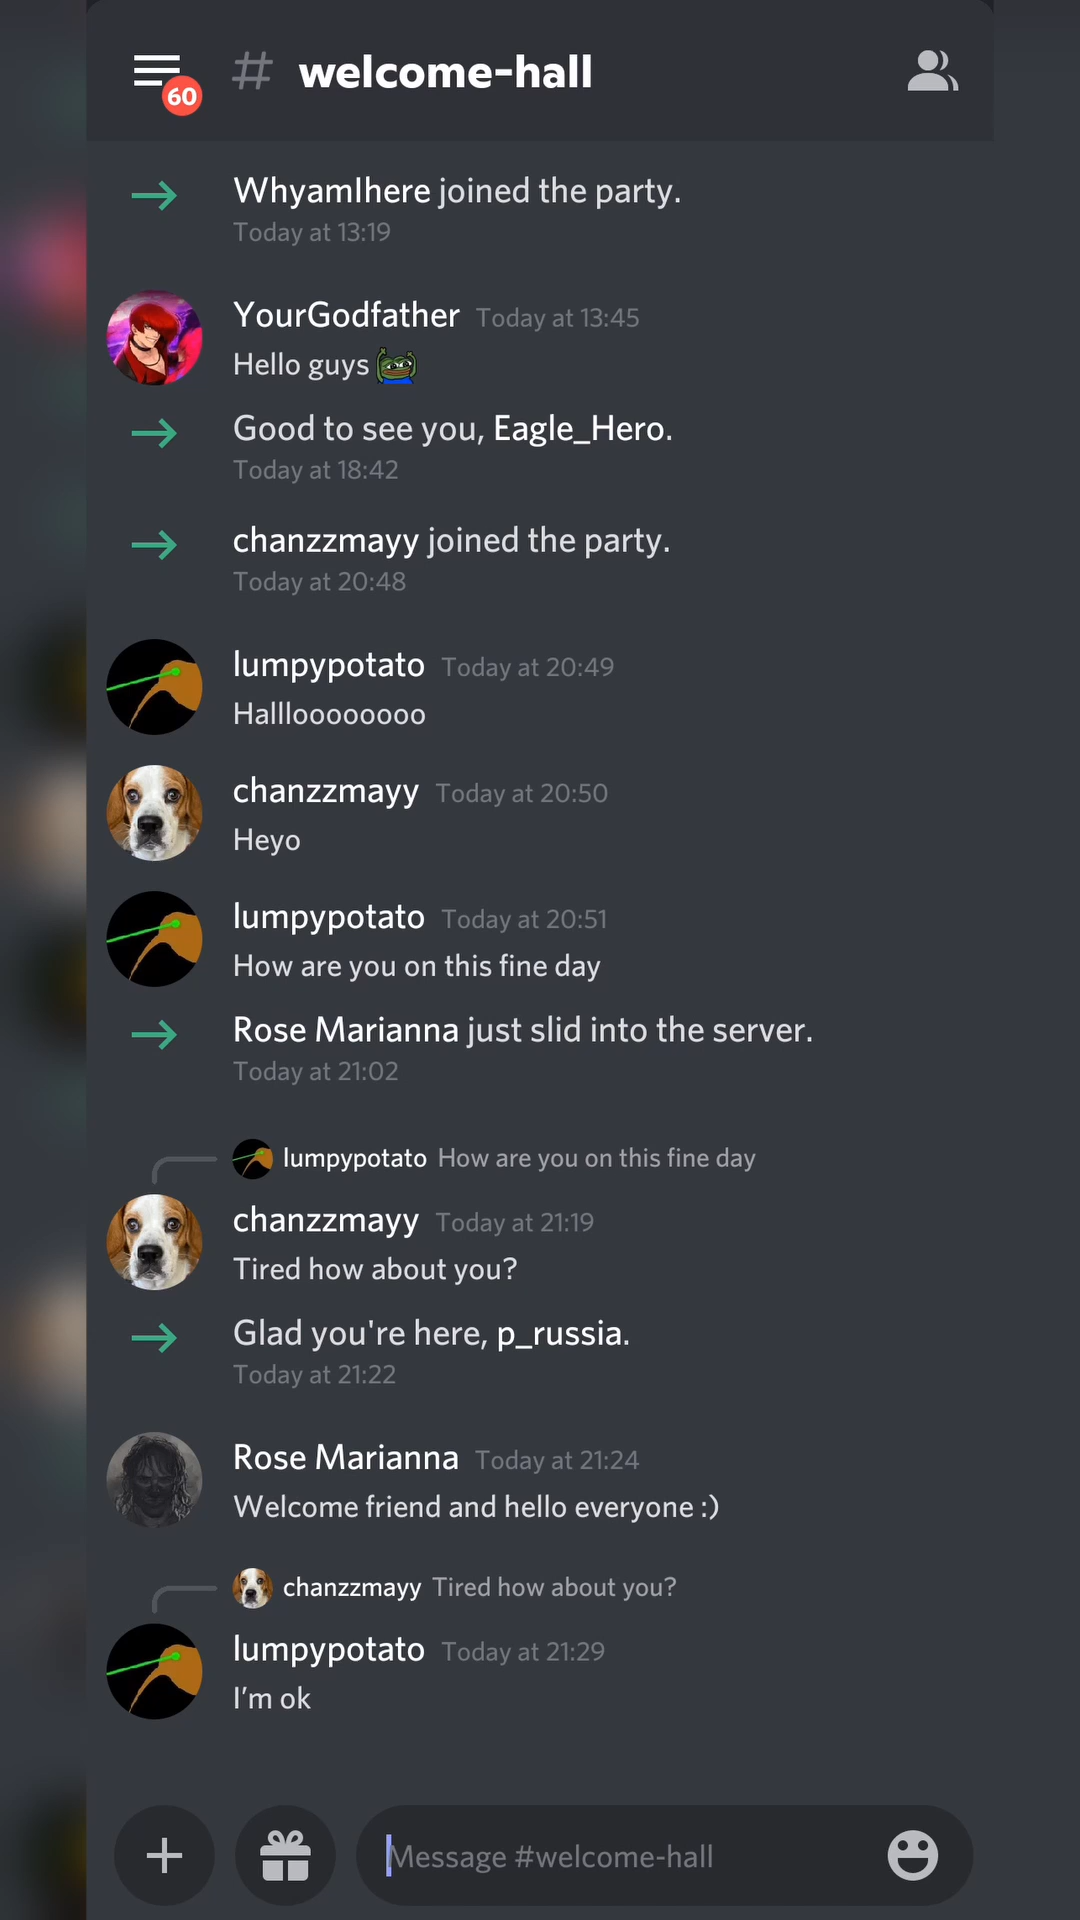 # welcome-hall
60
WhyamIhere joined the party.
Today at 13:19
YourGodfather Today at 13:45
Hello guys
Good to see you, Eagle_Hero.
Today at 18:42
chanzzmayy joined the party.
Today at 20:48
lumpypotato Today at 20:49
Hallloooooooo
chanzzmayy Today at 20:50
Heyo
lumpypotato Today at 20:51
How are you on this fine day
Rose Marianna just slid into the server.
Today at 21:02
lumpypotato How are you on this fine day
chanzzmayy Today at 21:19
Tired how about you?
Glad you're here, p_russia.
Today at 21:22
Rose Marianna Today at 21:24
Welcome friend and hello everyone :)
chanzzmayy Tired how about you?
lumpypotato Today at 21:29
I’m ok
Message #welcome-hall